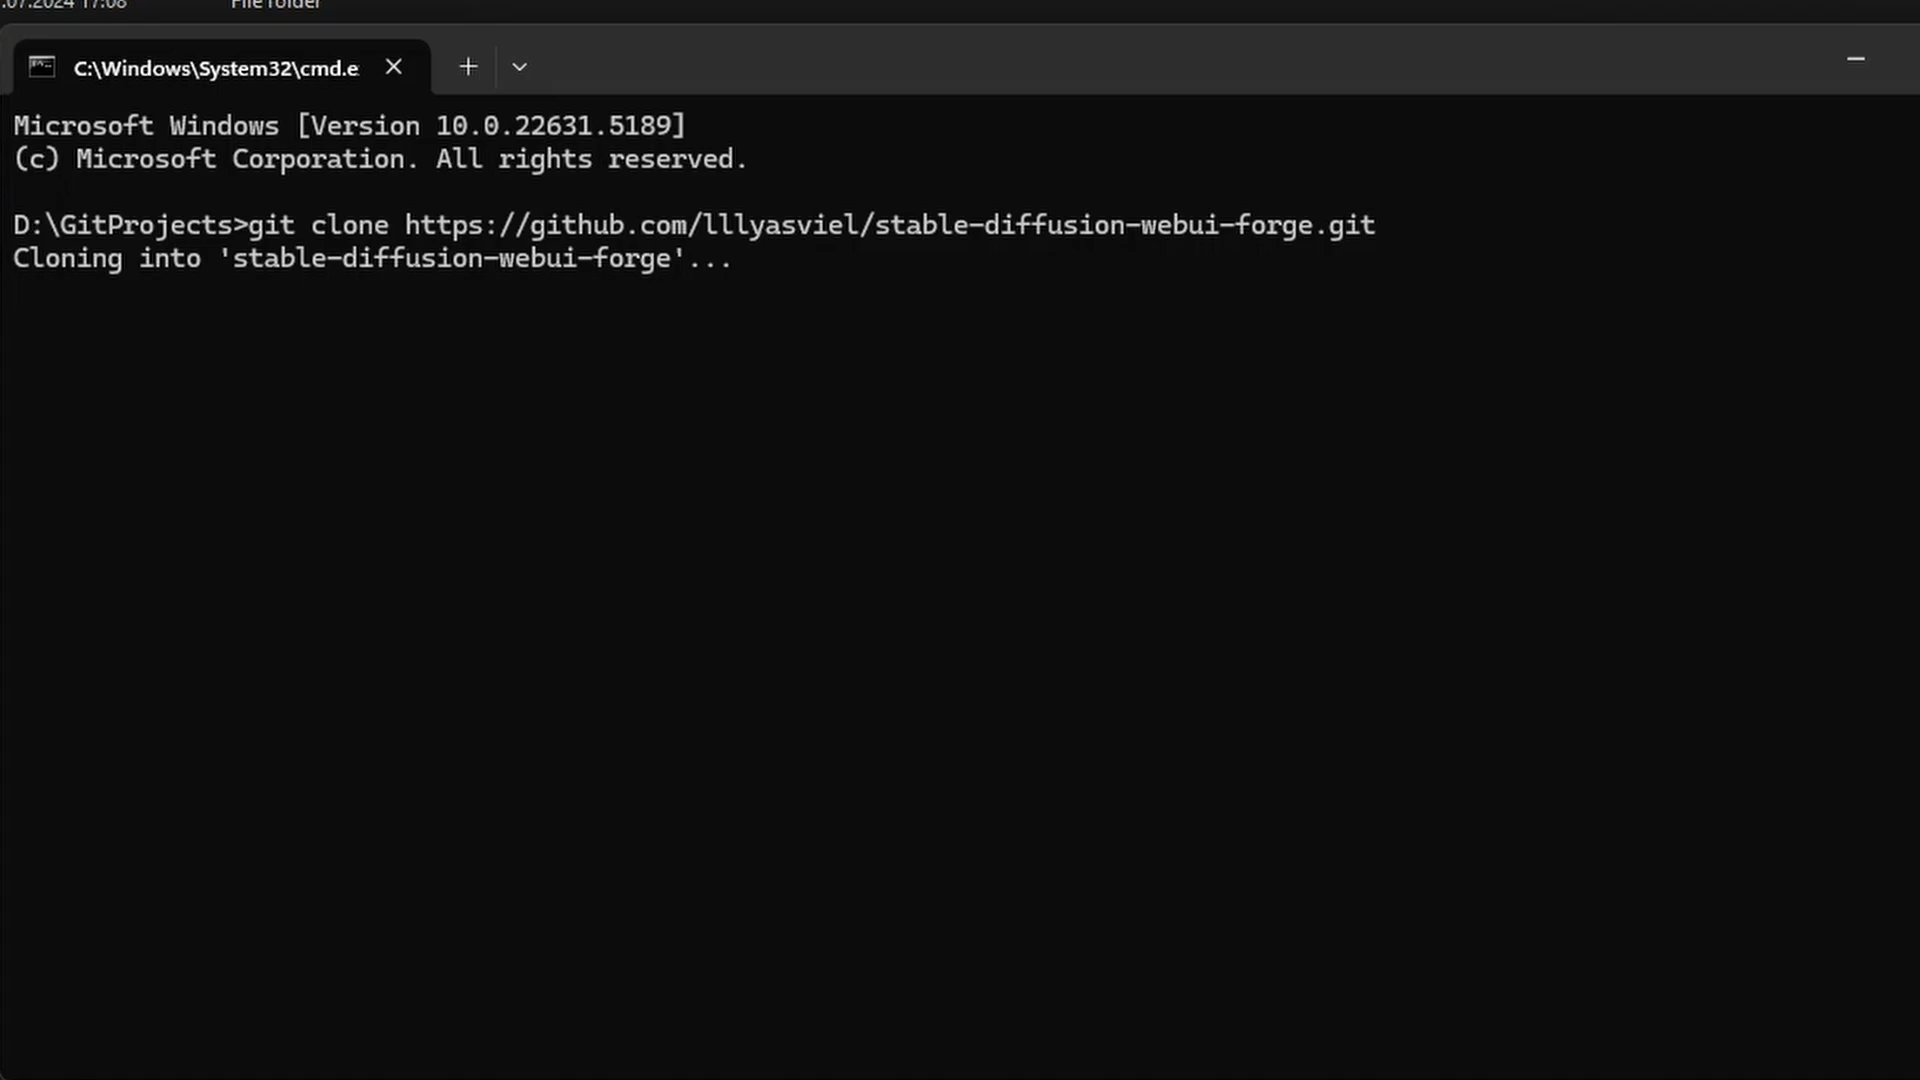 .07.2024 17:08 File folder
C:\Windows\System32\cmd.e
Microsoft Windows [Version 10.0.22631.5189]
(c) Microsoft Corporation. All rights reserved.
D:\GitProjects>git clone https://github.com/lllyasviel/stable-diffusion-webui-forge.git
Cloning into 'stable-diffusion-webui-forge'...